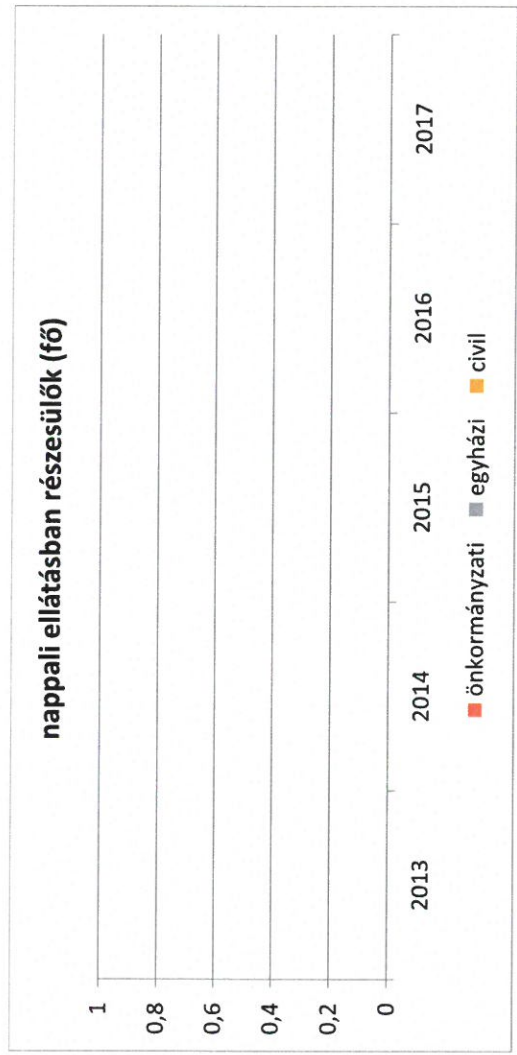 nappali ellátásban részesülők (fő)
1
0,8
0,6
0,4
0,2
0
2013 2014 2015 2016 2017
önkormányzati egyházi civil